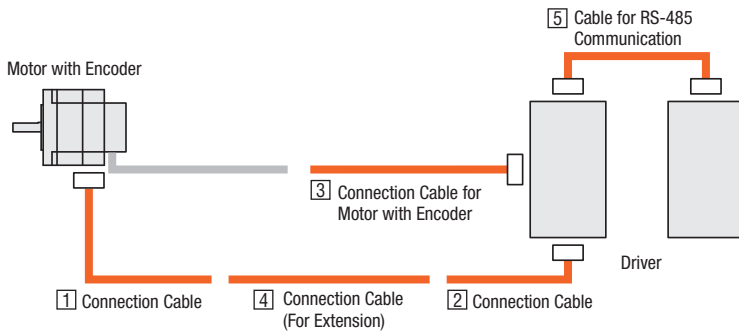 5 Cable for RS-485
Communication
Motor with Encoder
3 Connection Cable for
Motor with Encoder
Driver
1 Connection Cable
4 Connection Cable
(For Extension)
2 Connection Cable